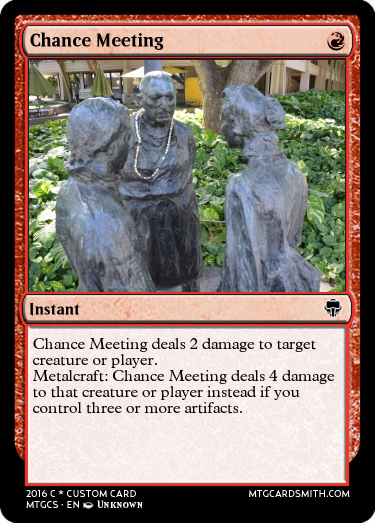 Chance Meeting
Instant
Chance Meeting deals 2 damage to target
creature or player.
Metalcraft: Chance Meeting deals 4 damage
to that creature or player instead if you
control three or more artifacts.
2016 C * CUSTOM CARD
MTGCARDSMITH.COM
MTGCS · EN Unknown